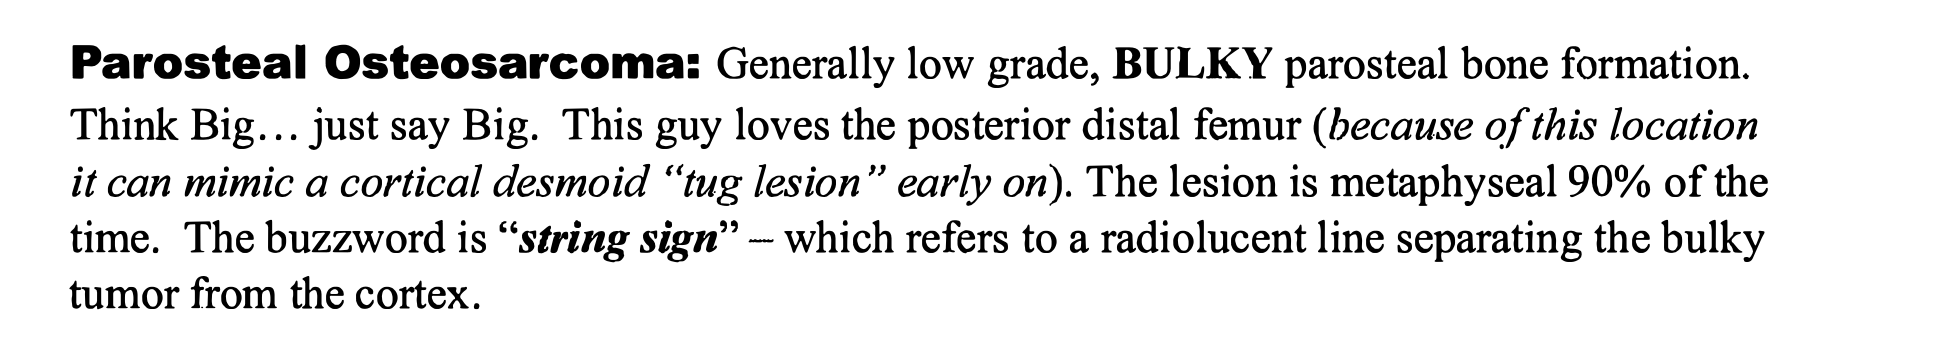 Parosteal Osteosarcoma: Generally low grade, BULKY parosteal bone formation.
Think Big... just say Big.  This guy loves the posterior distal femur (because of this location
it can mimic a cortical desmoid “tug lesion” early on). The lesion is metaphyseal 90% of the
time.  The buzzword is “string sign” – which refers to a radiolucent line separating the bulky
tumor from the cortex.